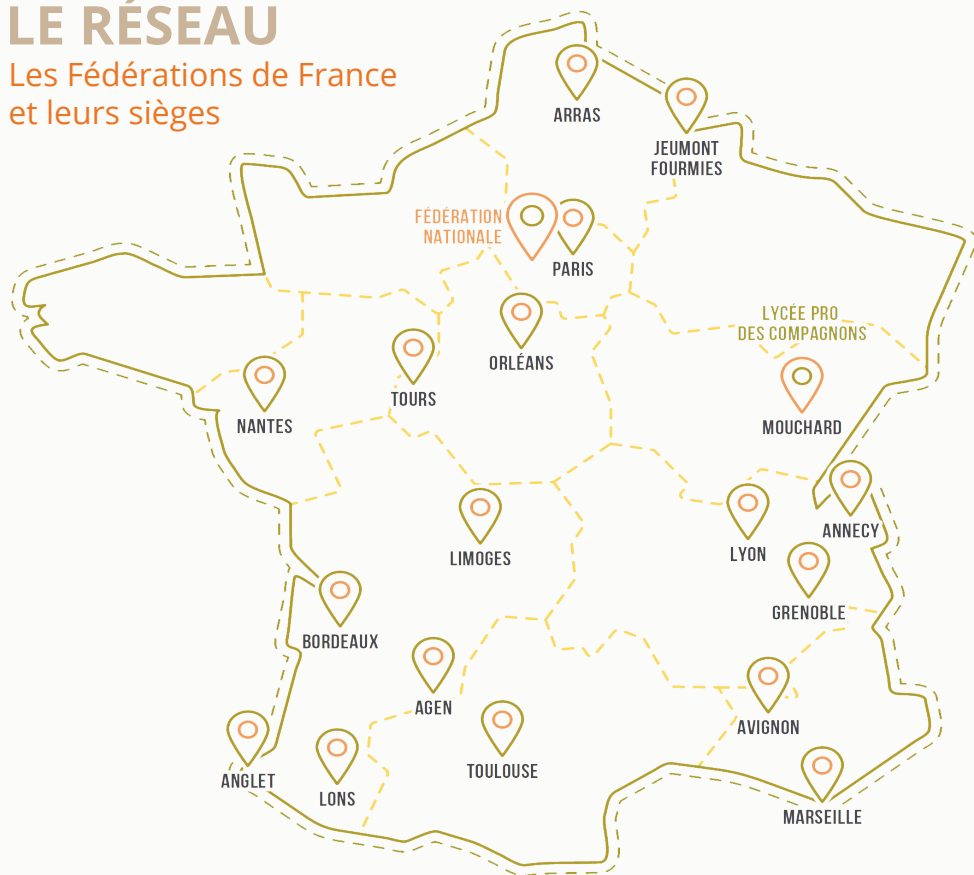 LE RÉSEAU
Les Fédérations de France
et leurs sièges
ARRAS
JEUMONT
FOURMIES
FÉDÉRATION
NATIONALE
PARIS
LYCÉE PRO
DES COMPAGNONS
ORLÉANS
TOURS
NANTES
MOUCHARD
ANNECY
LIMOGES
LYON
GRENOBLE
BORDEAUX
AGEN
AVIGNON
TOULOUSE
ANGLET
LONS
MARSEILLE